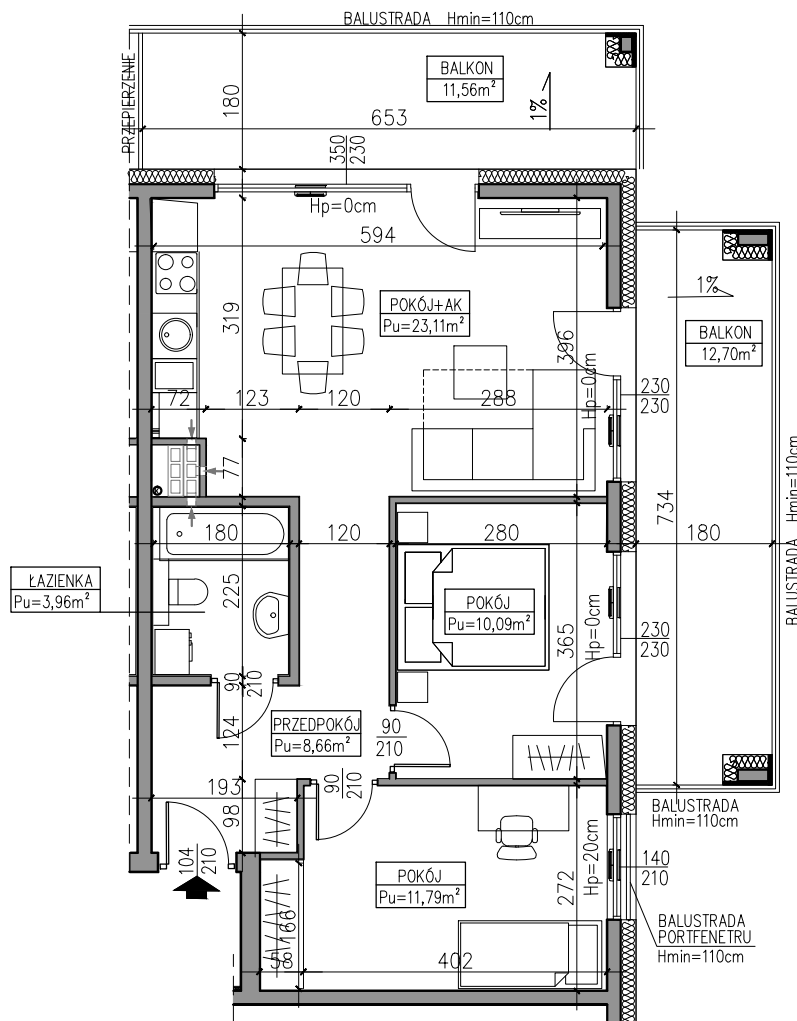 BALUSTRADA Hmin=110cm
PRZEPIERZENIE
BALKON
11,56m²
1%
180
653
350
230
Hp=0cm
594
319
POKÓJ+AK
Pu=23,11m²
396
1%
BALKON
12,70m²
Hp=0cm
230
230
72
123
120
288
77
734
BALUSTRADA Hmin=110cm
180
120
280
180
ŁAZIENKA
Pu=3,96m²
225
POKÓJ
Pu=10,09m²
365
Hp=0cm
230
230
90
210
124
PRZEDPOKÓJ
Pu=8,66m²
90
210
90
210
193
98
BALUSTRADA
Hmin=110cm
104
210
POKÓJ
Pu=11,79m²
272
Hp=20cm
140
210
166
58
402
BALUSTRADA
PORTFENETRU
Hmin=110cm